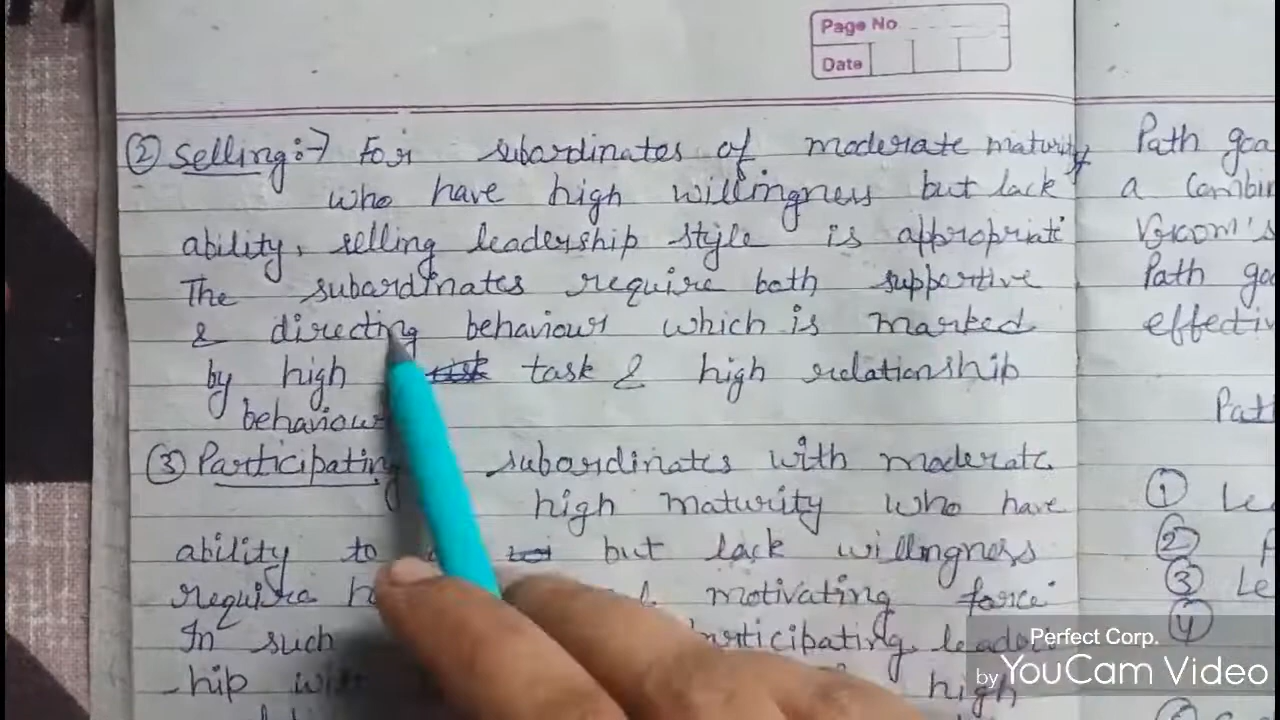 Page No
Date
② Selling:→ For subordinates of moderate maturity
who have high willingness but lack
ability, selling leadership style is appropriate
The subordinates require both supportive
& directing behaviour which is marked
by high task & high relationship
behaviour
③ Participating subordinates with moderate
high maturity who have
ability to but lack willingness
require motivating force
In such participating leaders
-hip high
Path goa
a Combin
Vroom's
Path go
effectiv
Pat
① Le
②
③ Le
④
Perfect Corp.
by YouCam Video